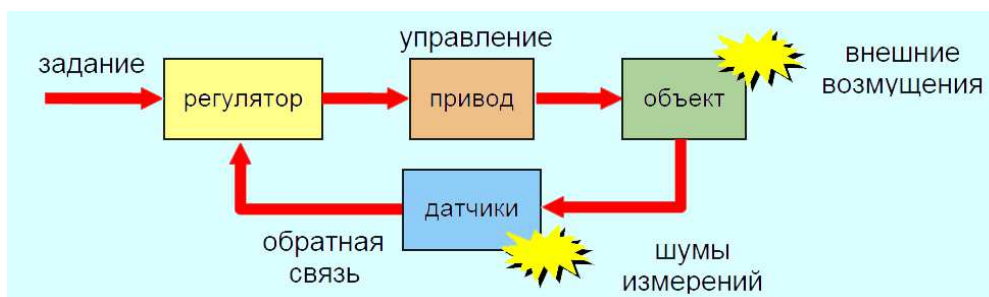 задание
регулятор
управление
привод
объект
внешние
возмущения
датчики
обратная
связь
шумы
измерений